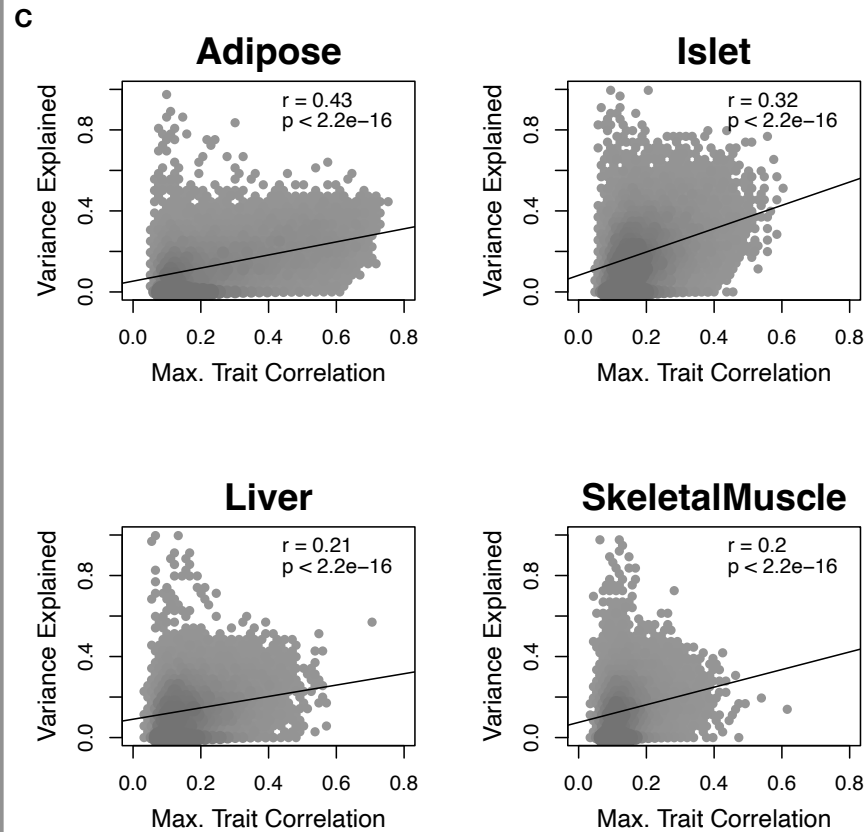 C
Adipose
r = 0.43
p < 2.2e−16
Variance Explained
0.0 0.4 0.8
0.0 0.2 0.4 0.6 0.8
Max. Trait Correlation
Islet
r = 0.32
p < 2.2e−16
Variance Explained
0.0 0.4 0.8
0.0 0.2 0.4 0.6 0.8
Max. Trait Correlation
Liver
r = 0.21
p < 2.2e−16
Variance Explained
0.0 0.4 0.8
0.0 0.2 0.4 0.6 0.8
Max. Trait Correlation
SkeletalMuscle
r = 0.2
p < 2.2e−16
Variance Explained
0.0 0.4 0.8
0.0 0.2 0.4 0.6 0.8
Max. Trait Correlation